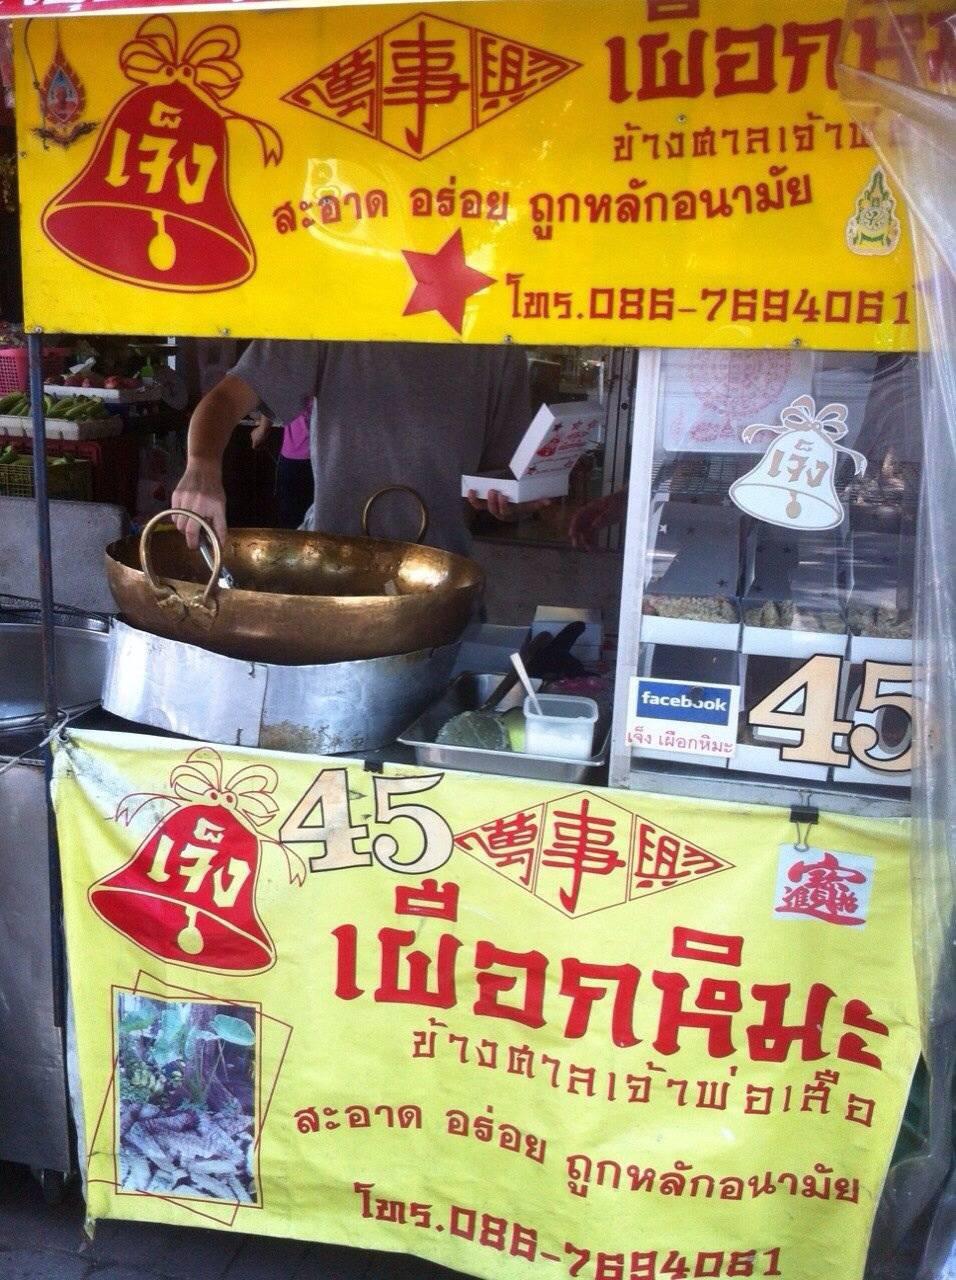 เจ็ง
萬事興
เผือกหิม
ข้างศาลเจ้าพ่
สะอาด อร่อย ถูกหลักอนามัย
โทร.086-7694061
เจ็ง
facebook
เจ็ง เผือกหิมะ
45
เจ็ง
45
萬事興
เผือกหิมะ
ข้างศาลเจ้าพ่อเสือ
สะอาด อร่อย ถูกหลักอนามัย
โทร.086-7694061